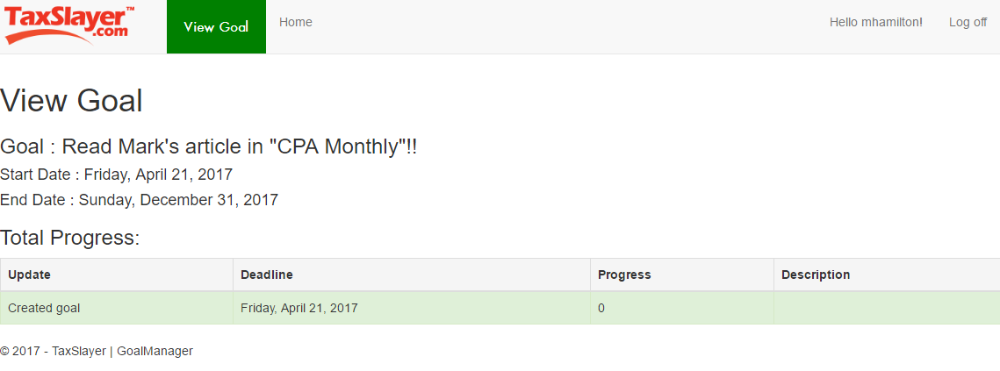 TaxSlayer™ .com
View Goal
Home
Hello mhamilton!
Log off
View Goal
Goal : Read Mark's article in "CPA Monthly"!!
Start Date : Friday, April 21, 2017
End Date : Sunday, December 31, 2017
Total Progress:
Update Deadline Progress Description
Created goal Friday, April 21, 2017 0
© 2017 - TaxSlayer | GoalManager